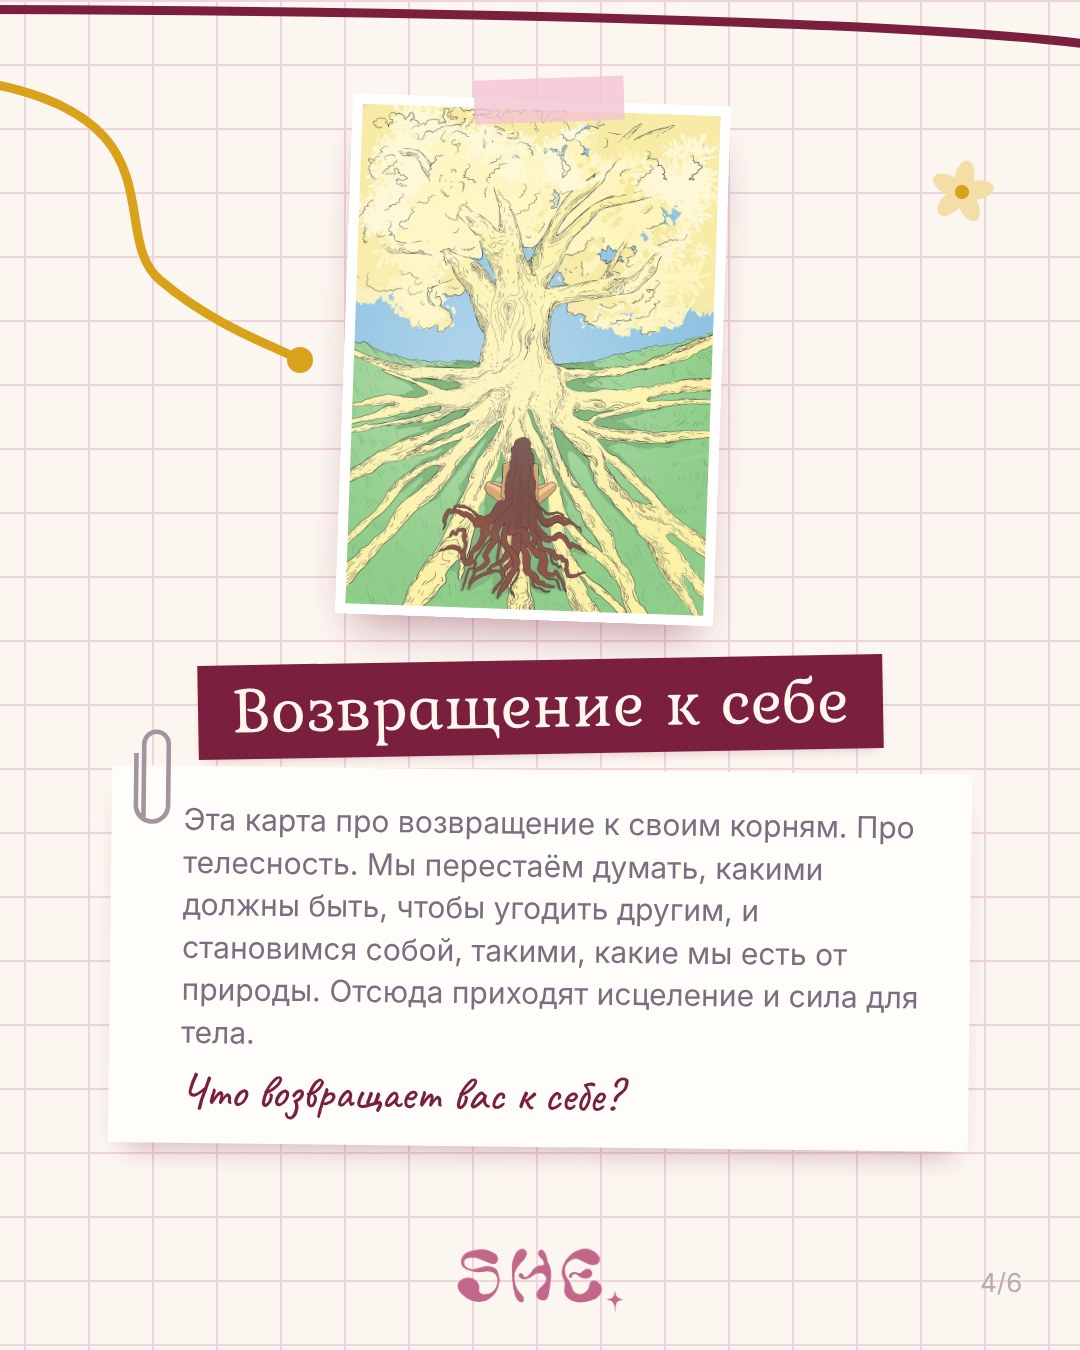 Возвращение к себе
Эта карта про возвращение к своим корням. Про
телесность. Мы перестаём думать, какими
должны быть, чтобы угодить другим, и
становимся собой, такими, какие мы есть от
природы. Отсюда приходят исцеление и сила для
тела.
Что возвращает вас к себе?
SHE
4/6